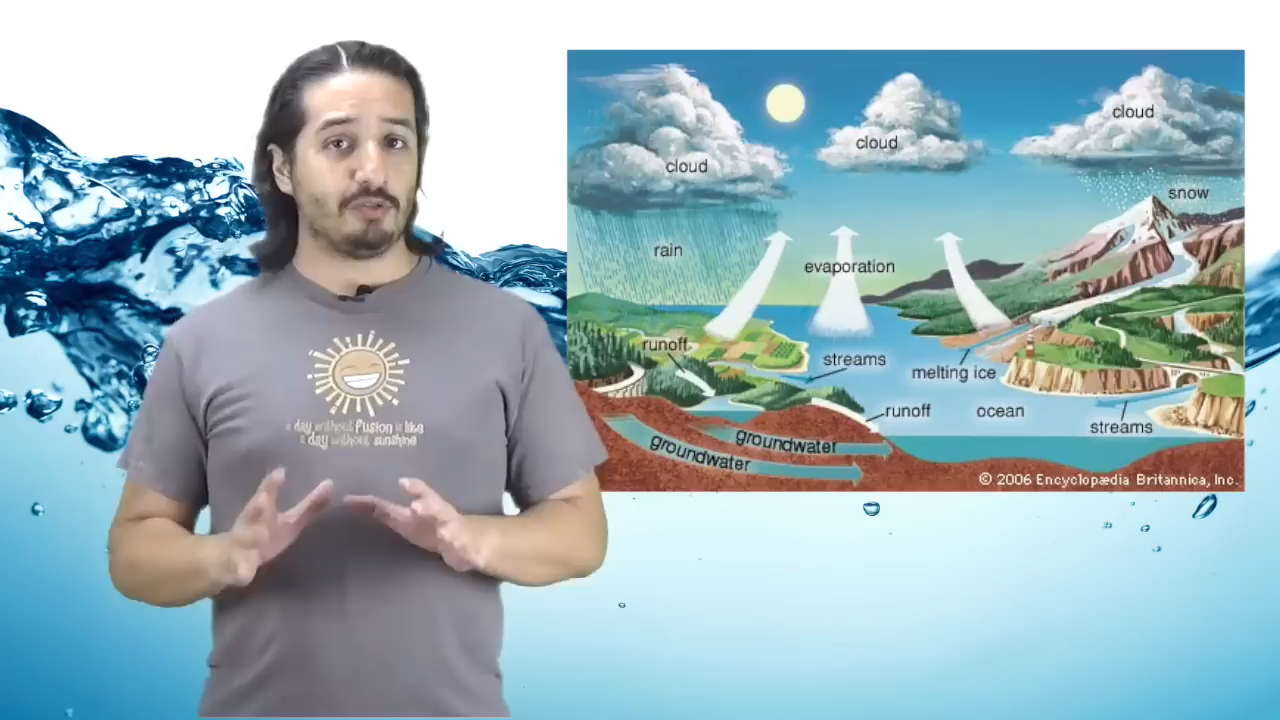 a day without fusion is like
a day without sunshine
cloud
cloud
cloud
snow
rain
evaporation
runoff
streams
melting ice
runoff
ocean
streams
groundwater
groundwater
© 2006 Encyclopædia Britannica, Inc.